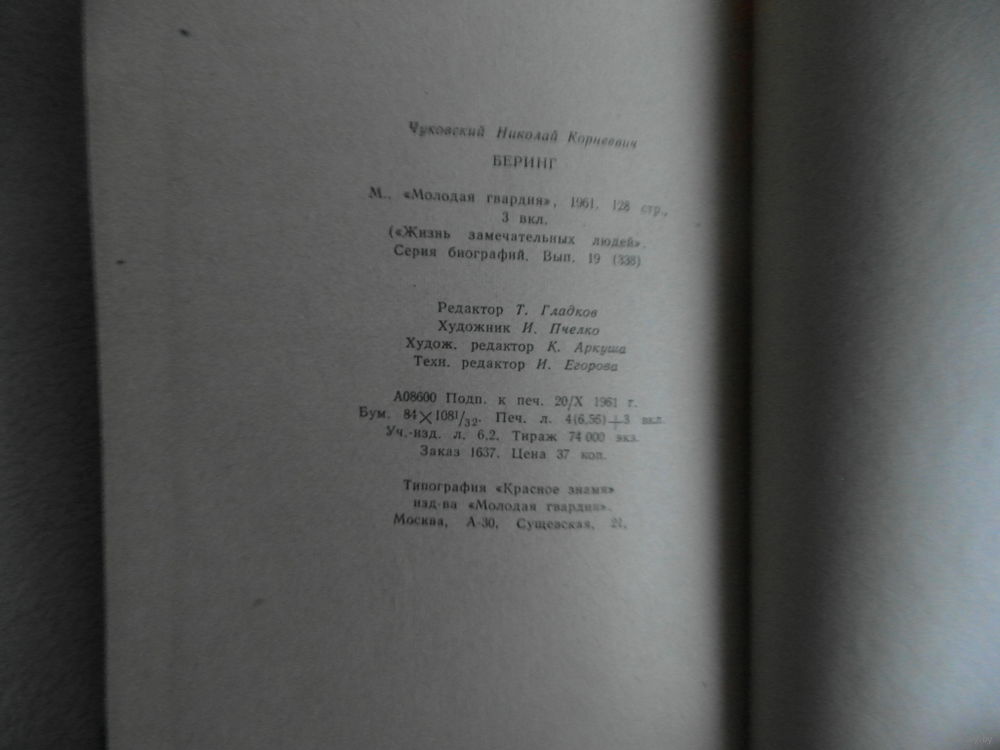 Чуковский Николай Корневич
БЕРИНГ
М., «Молодая гвардия», 1961. 128 стр.,
3 вкл.
(«Жизнь замечательных людей».
Серия биографий. Вып. 19 (338)
Редактор Т. Гладков
Художник И. Пчелко
Худож. редактор К. Аркуша
Техн. редактор И. Егорова
А08600 Подп. к печ. 20/X 1961 г.
Бум. 84×108 1/32. Печ. л. 4(6,56)+3 вкл.
Уч.-изд. л. 6,2. Тираж 74 000 экз.
Заказ 1637. Цена 37 коп.
Типография «Красное знамя»
изд-ва «Молодая гвардия».
Москва, А-30, Сущевская, 21.